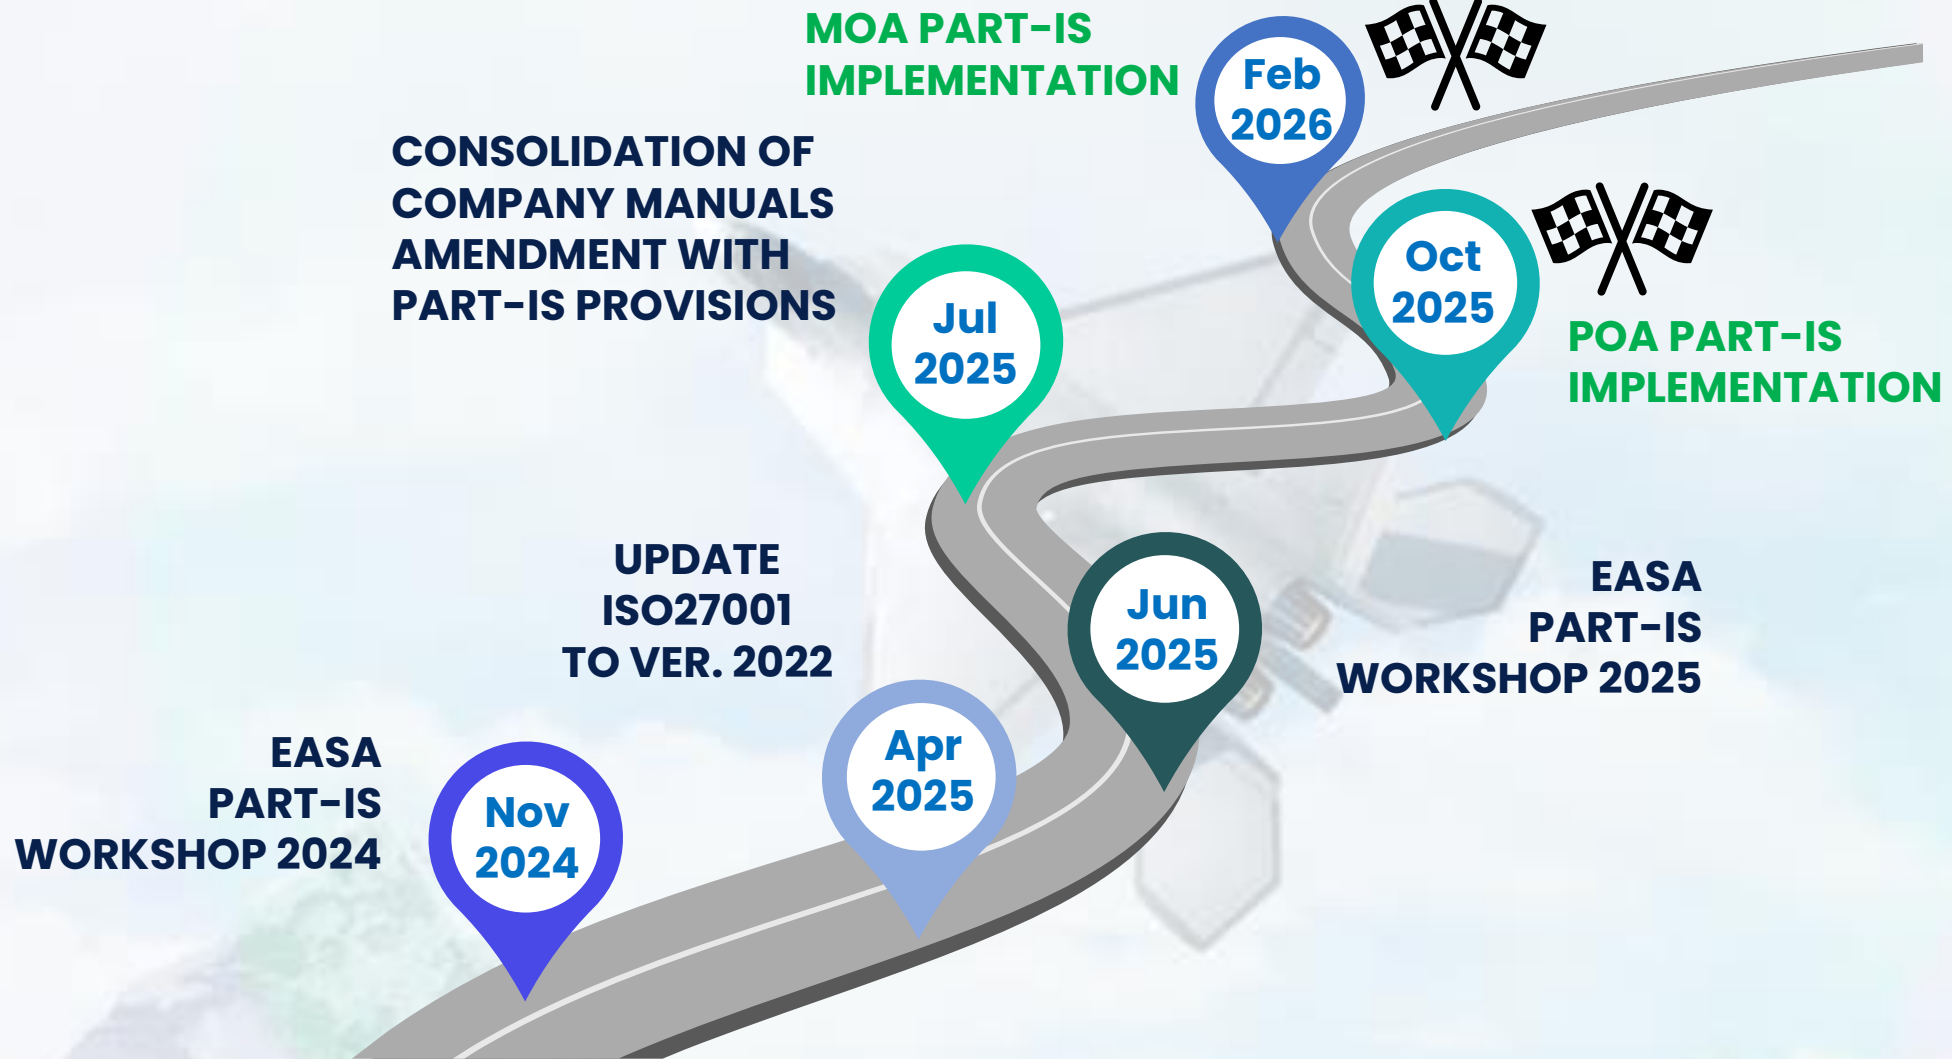 MOA PART-IS
IMPLEMENTATION
Feb
2026
CONSOLIDATION OF
COMPANY MANUALS
AMENDMENT WITH
PART-IS PROVISIONS
Jul
2025
Oct
2025
POA PART-IS
IMPLEMENTATION
UPDATE
ISO27001
TO VER. 2022
Apr
2025
Jun
2025
EASA
PART-IS
WORKSHOP 2025
EASA
PART-IS
WORKSHOP 2024
Nov
2024